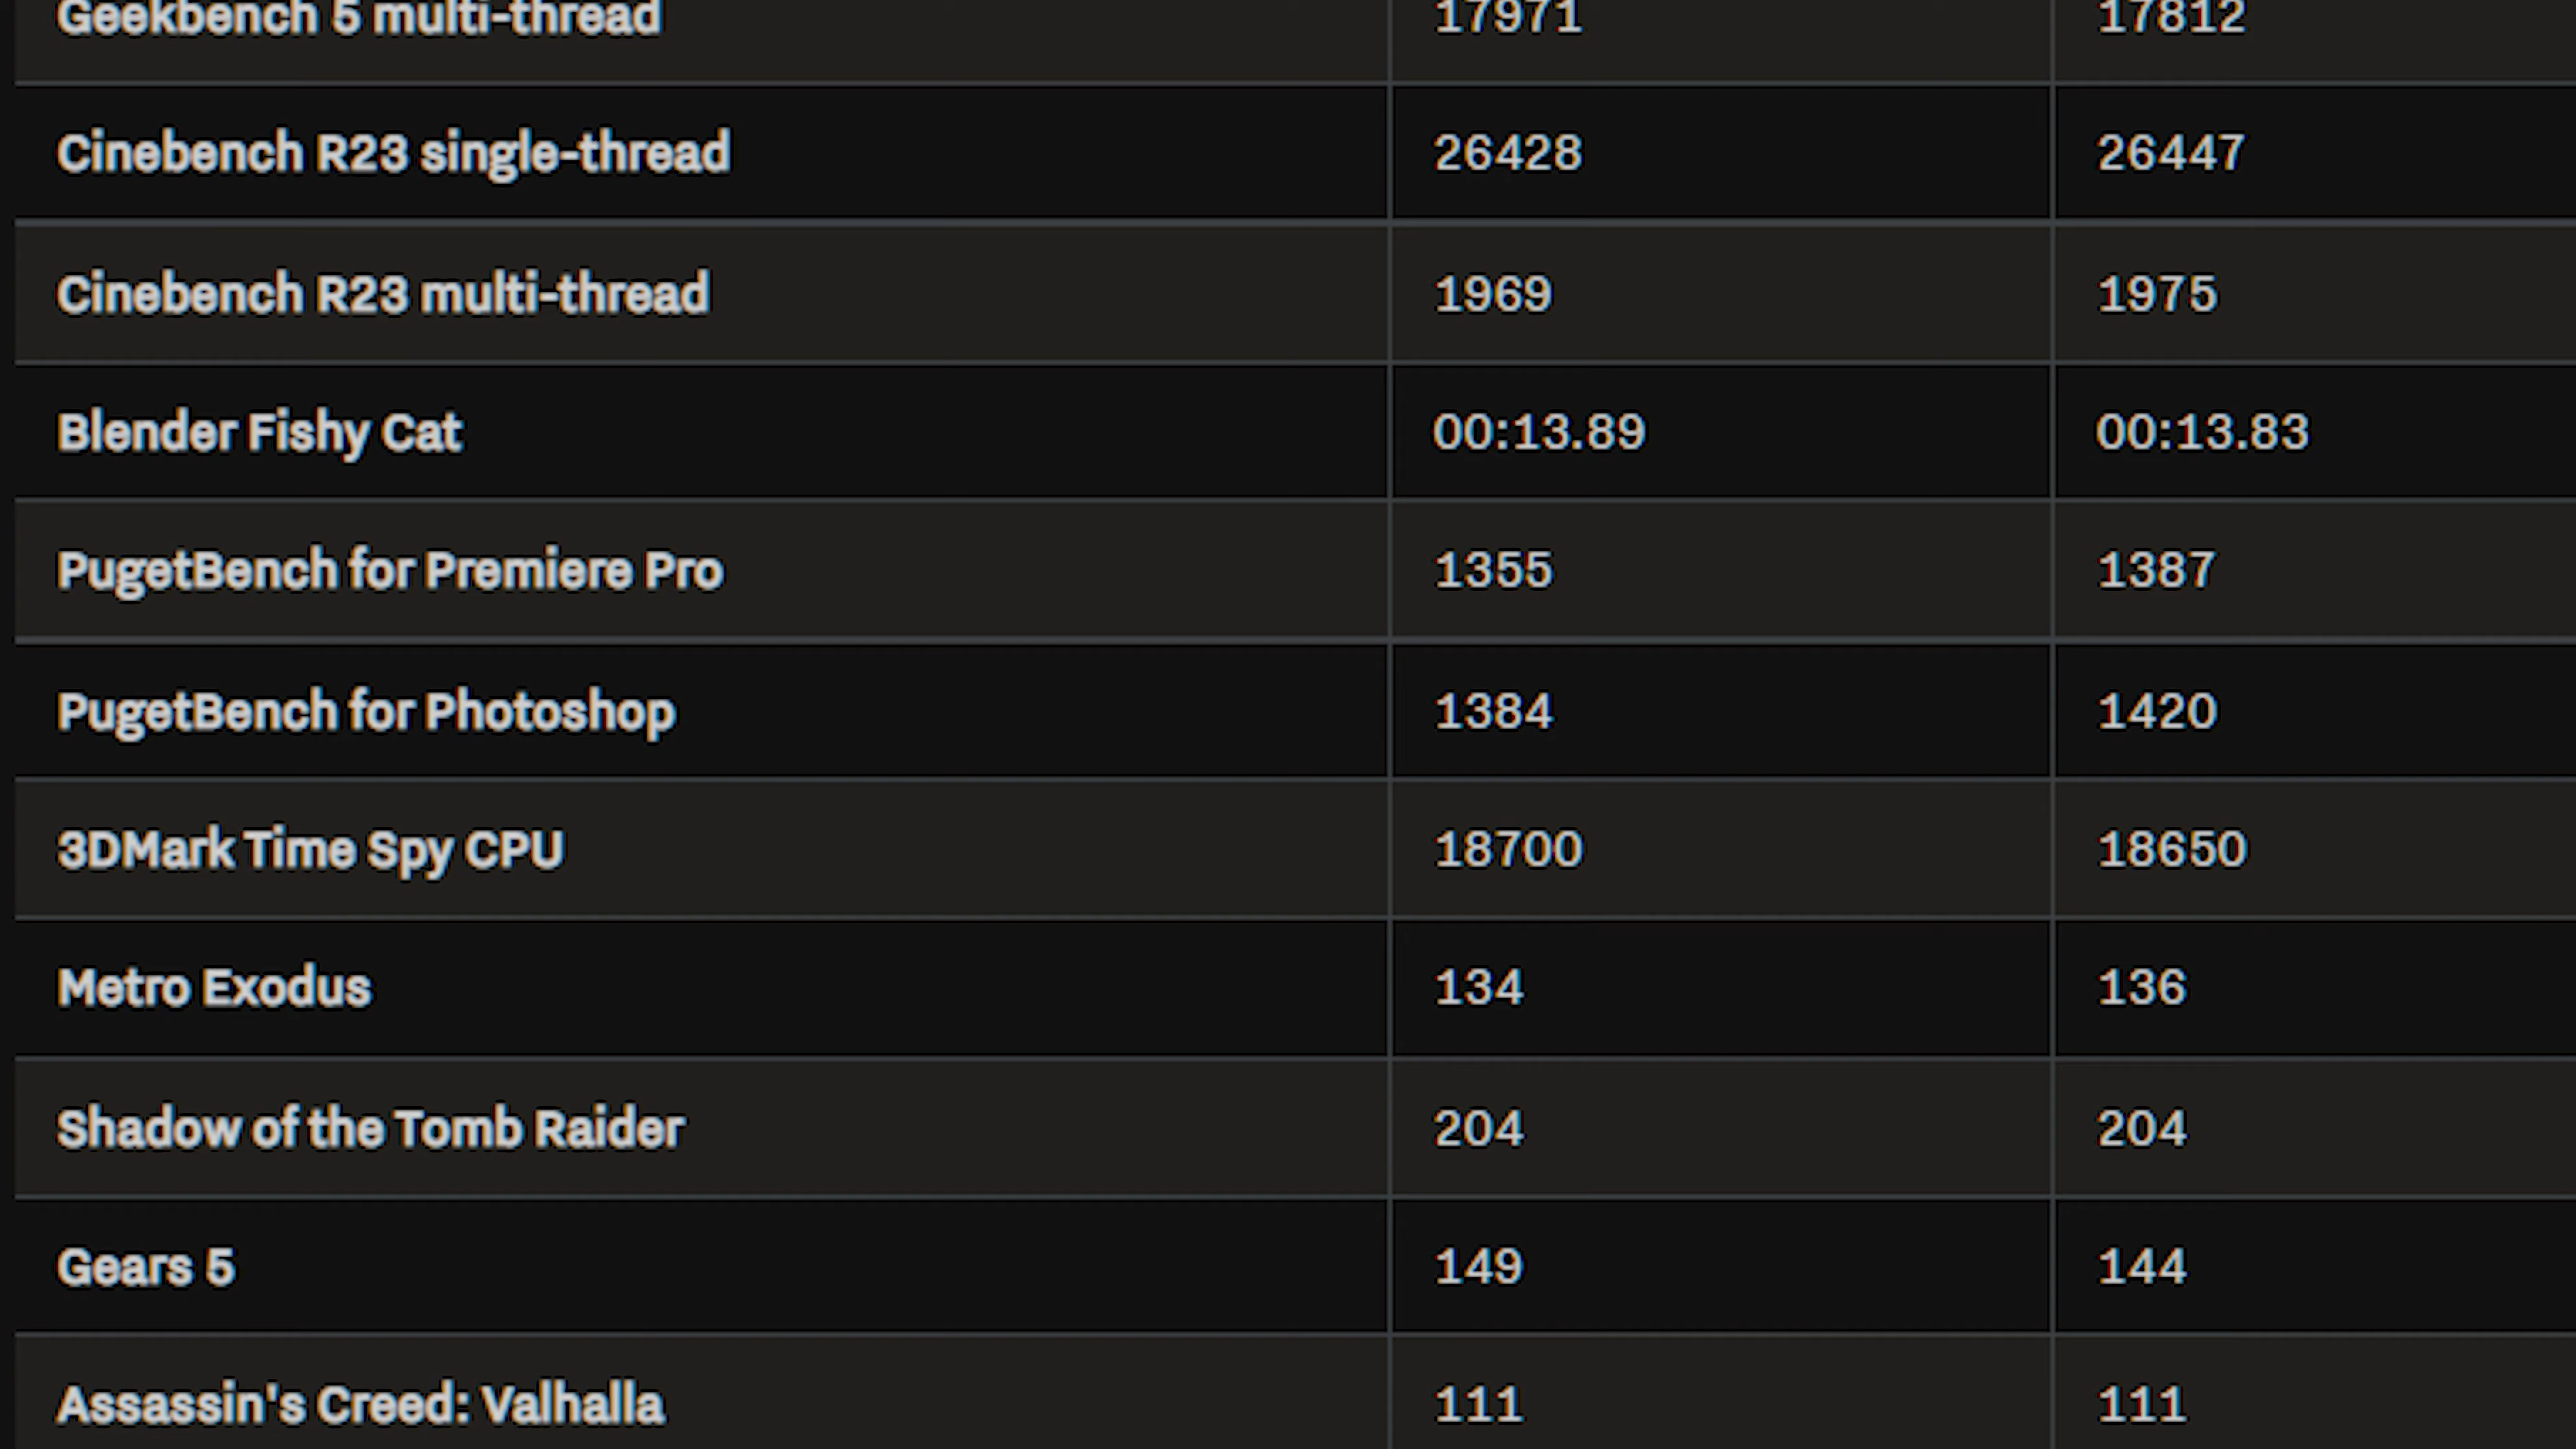 Geekbench 5 multi-thread 17971 17812
Cinebench R23 single-thread 26428 26447
Cinebench R23 multi-thread 1969 1975
Blender Fishy Cat 00:13.89 00:13.83
PugetBench for Premiere Pro 1355 1387
PugetBench for Photoshop 1384 1420
3DMark Time Spy CPU 18700 18650
Metro Exodus 134 136
Shadow of the Tomb Raider 204 204
Gears 5 149 144
Assassin's Creed: Valhalla 111 111